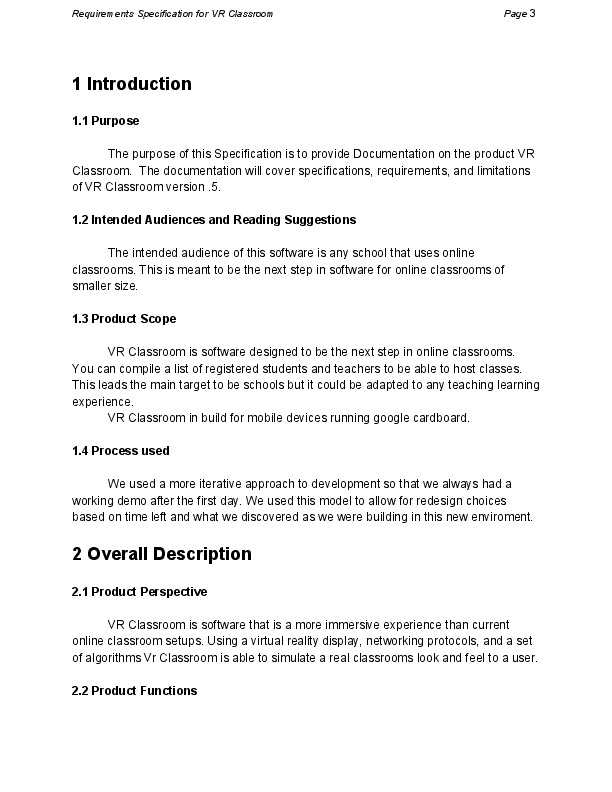 Requirements Specification for VR Classroom Page 3
1 Introduction
1.1 Purpose
The purpose of this Specification is to provide Documentation on the product VR
Classroom. The documentation will cover specifications, requirements, and limitations
of VR Classroom version .5.
1.2 Intended Audiences and Reading Suggestions
The intended audience of this software is any school that uses online
classrooms. This is meant to be the next step in software for online classrooms of
smaller size.
1.3 Product Scope
VR Classroom is software designed to be the next step in online classrooms.
You can compile a list of registered students and teachers to be able to host classes.
This leads the main target to be schools but it could be adapted to any teaching learning
experience.
VR Classroom in build for mobile devices running google cardboard.
1.4 Process used
We used a more iterative approach to development so that we always had a
working demo after the first day. We used this model to allow for redesign choices
based on time left and what we discovered as we were building in this new enviroment.
2 Overall Description
2.1 Product Perspective
VR Classroom is software that is a more immersive experience than current
online classroom setups. Using a virtual reality display, networking protocols, and a set
of algorithms Vr Classroom is able to simulate a real classrooms look and feel to a user.
2.2 Product Functions